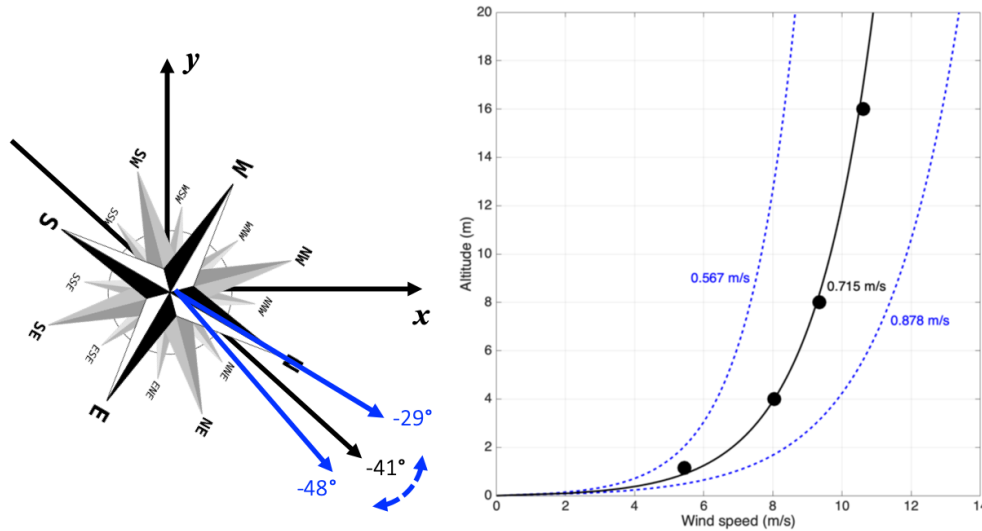 y
SW
W
WSW
SSW
S
WNW
NW
SSE
NNW
x
SE
ESE
N
NNE
ENE
E
NE
-29°
-41°
-48°
20
18
16
14
12
10
8
6
4
2
0
Altitude (m)
0.567 m/s
0.715 m/s
0.878 m/s
0 2 4 6 8 10 12 14
Wind speed (m/s)